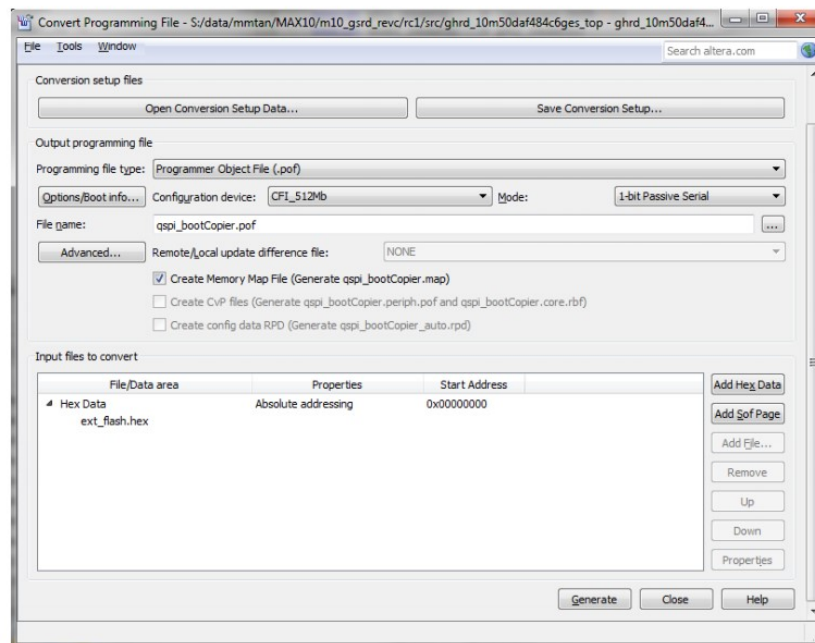 Convert Programming File - S:/data/mmtan/MAX10/m10_gsrd_revc/rc1/src/ghrd_10m50daf484c6ges_top - ghrd_10m50daf4...
File Tools Window Search altera.com
Conversion setup files
Open Conversion Setup Data... Save Conversion Setup...
Output programming file
Programming file type: Programmer Object File (.pof)
Options/Boot info... Configuration device: CFI_512Mb Mode: 1-bit Passive Serial
File name: qspi_bootCopier.pof ...
Advanced... Remote/Local update difference file: NONE
Create Memory Map File (Generate qspi_bootCopier.map)
Create CvP files (Generate qspi_bootCopier.periph.pof and qspi_bootCopier.core.rbf)
Create config data RPD (Generate qspi_bootCopier_auto.rpd)
Input files to convert
File/Data area Properties Start Address
Hex Data Absolute addressing 0x00000000
ext_flash.hex
Add Hex Data
Add Sof Page
Add File...
Remove
Up
Down
Properties
Generate Close Help